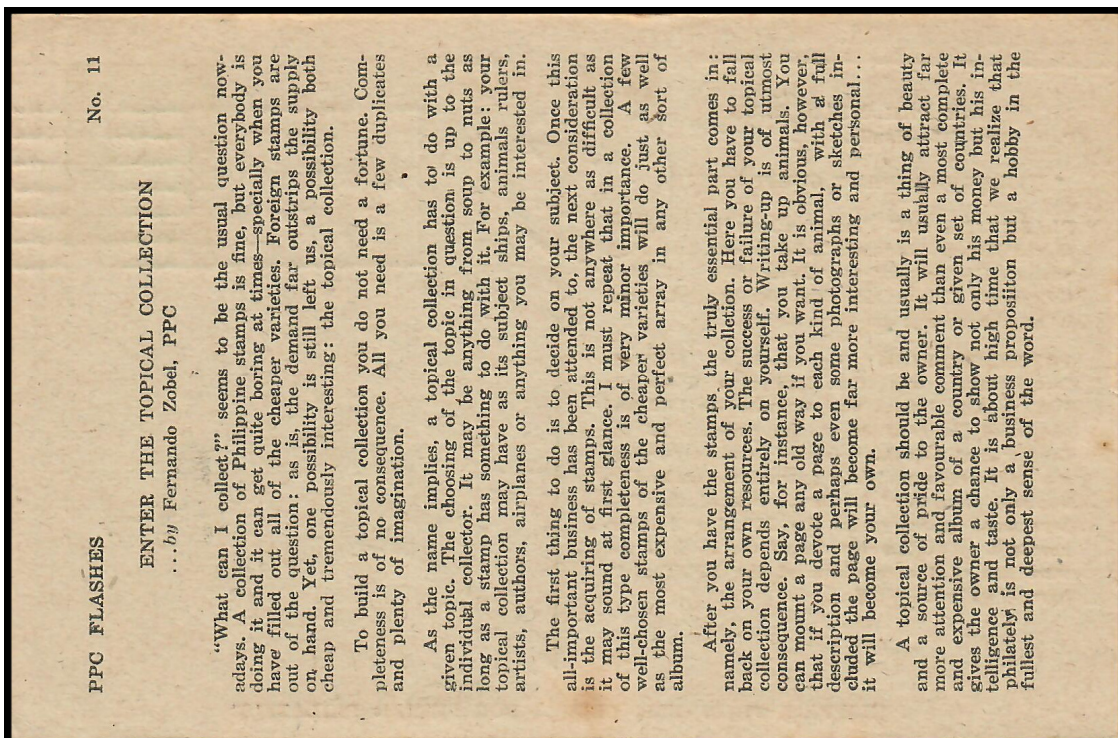 PPC FLASHES No. 11
ENTER THE TOPICAL COLLECTION
...by Fernando Zobel, PPC
"What can I collect?" seems to be the usual question now-
adays. A collection of Philippine stamps is fine, but everybody is
doing it and it can get quite boring at times—specially when you
have filled out all of the cheaper varieties. Foreign stamps are
out of the question: as is, the demand far outstrips the supply
on hand. Yet, one possibility is still left us, a possibility both
cheap and tremendously interesting: the topical collection.
To build a topical collection you do not need a fortune. Com-
pleteness is of no consequence. All you need is a few duplicates
and plenty of imagination.
As the name implies, a topical collection has to do with a
given topic. The choosing of the topic in question is up to the
individual collector. It may be anything from soup to nuts as
long as a stamp has something to do with it. For example: your
topical collection may have as its subject ships, animals rulers,
artists, authors, airplanes or anything you may be interested in.
The first thing to do is to decide on your subject. Once this
all-important business has been attended to, the next consideration
is the acquiring of stamps. This is not anywhere as difficult as
it may sound at first glance. I must repeat that in a collection
of this type completeness is of very minor importance. A few
well-chosen stamps of the cheaper varieties will do just as well
as the most expensive and perfect array in any other sort of
album.
After you have the stamps the truly essential part comes in:
namely, the arrangement of your collction. Here you have to fall
back on your own resources. The success or failure of your topical
collection depends entirely on yourself. Writing-up is of utmost
consequence. Say, for instance, that you take up animals. You
can mount a page any old way if you want. It is obvious, however,
that if you devote a page to each kind of animal, with a full
description and perhaps even some photographs or sketches in-
cluded the page will become far more interesting and personal...
it will become your own.
A topical collection should be and usually is a thing of beauty
and a source of pride to the owner. It will usually attract far
more attention and favourable comment than even a most complete
and expensive album of a country or given set of countries. It
gives the owner a chance to show not only his money but his in-
telligence and taste. It is about high time that we realize that
philately is not only a business proposiition but a hobby in the
fullest and deepest sense of the word.